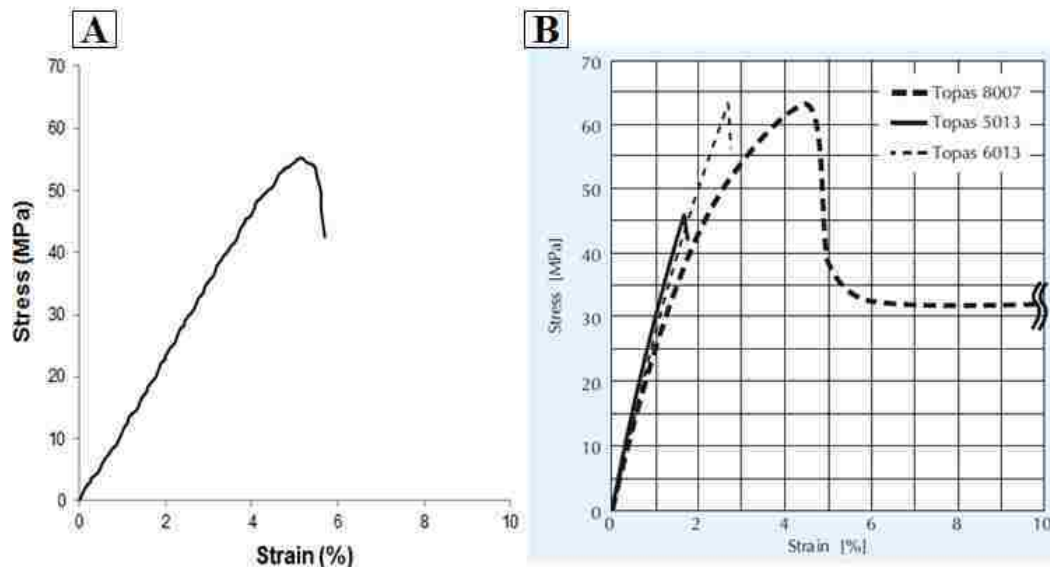 A
70
60
50
40
30
20
10
0
Stress (MPa)
0 2 4 6 8 10
Strain (%)
B
70
60
50
40
30
20
10
0
Stress [MPa]
Topas 8007
Topas 5013
Topas 6013
0 2 4 6 8 10
Strain [%]